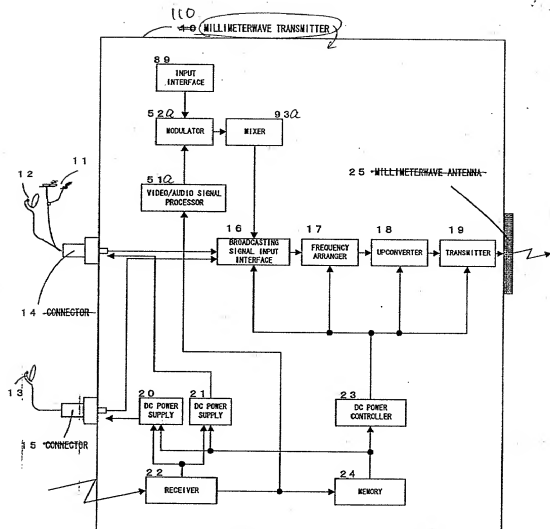 110
10 MILLIMETERWAVE TRANSMITTER
89
INPUT
INTERFACE
52a
MODULATOR
93a
MIXER
12
11
51a
VIDEO/AUDIO SIGNAL
PROCESSOR
25 MILLIMETERWAVE ANTENNA
16
BROADCASTING
SIGNAL INPUT
INTERFACE
17
FREQUENCY
ARRANGER
18
UPCONVERTER
19
TRANSMITTER
14 CONNECTOR
13
15 CONNECTOR
20
DC POWER
SUPPLY
21
DC POWER
SUPPLY
23
DC POWER
CONTROLLER
22
RECEIVER
24
MEMORY